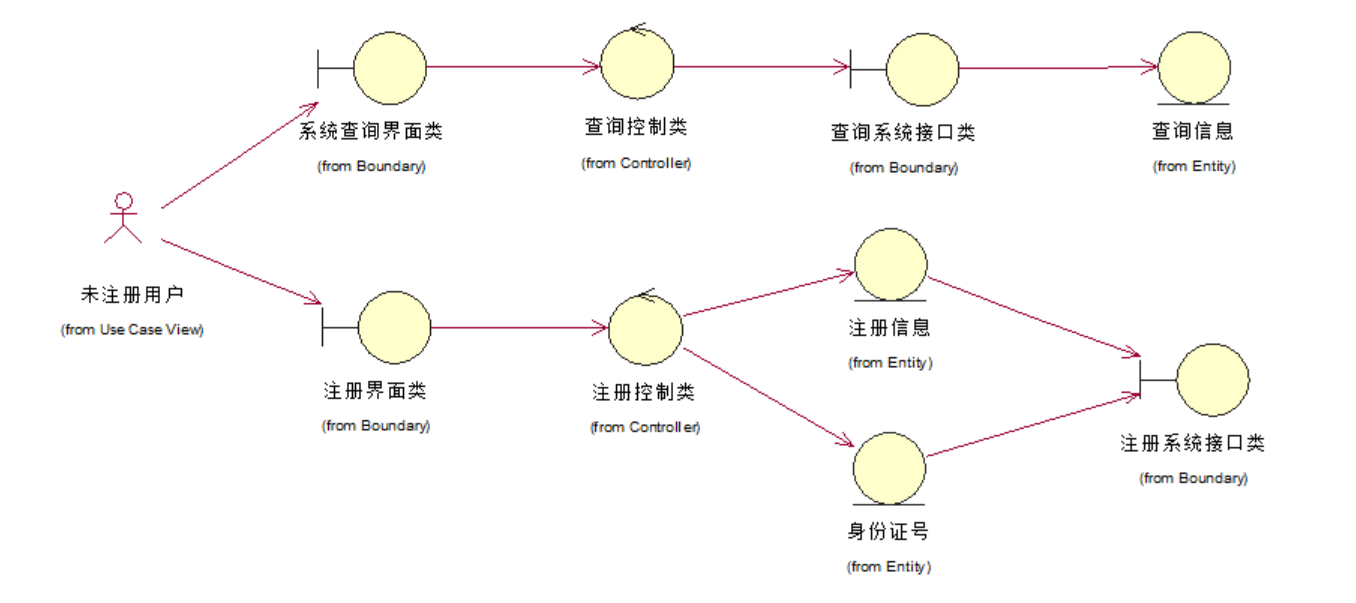 系统查询界面类
(from Boundary)
查询控制类
(from Controller)
查询系统接口类
(from Boundary)
查询信息
(from Entity)
未注册用户
(from Use Case View)
注册界面类
(from Boundary)
注册控制类
(from Controller)
注册信息
(from Entity)
身份证号
(from Entity)
注册系统接口类
(from Boundary)